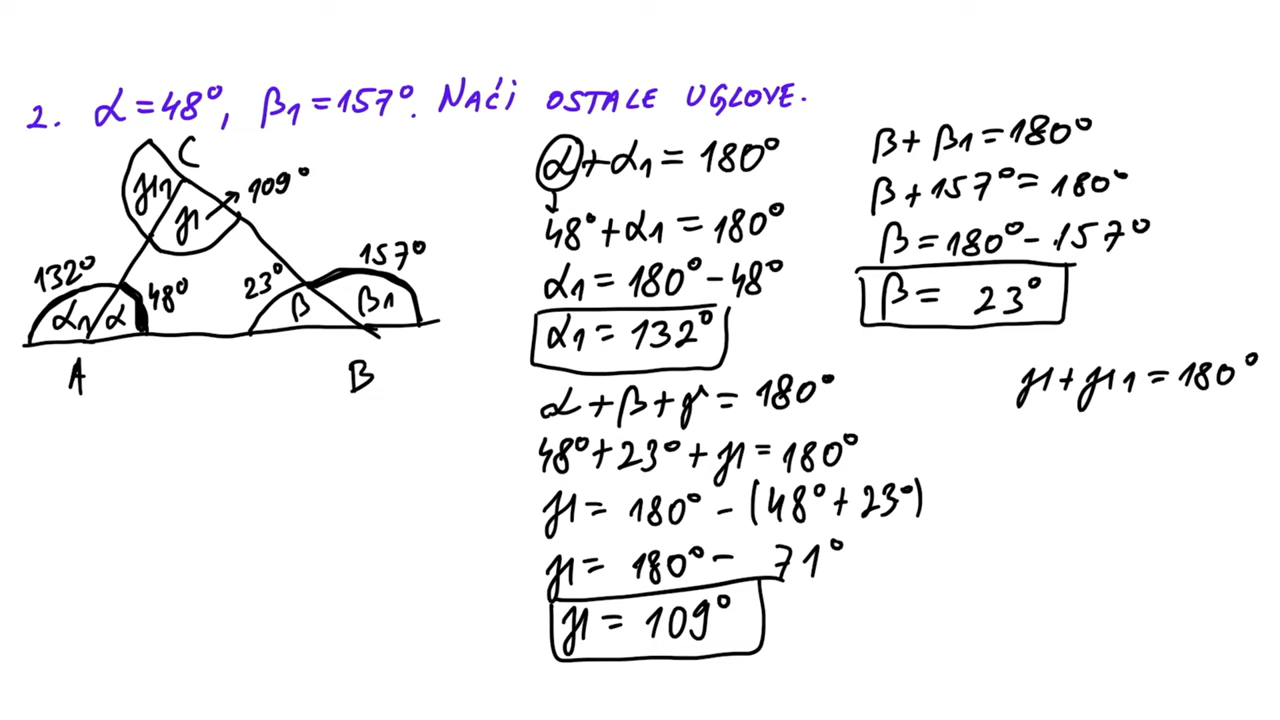 2. α = 48°, β1 = 157°. NAĆI OSTALE UGLOVE.
C
γ1
γ
109°
132°
48°
23°
157°
α1
α
β
β1
A
B
α + α1 = 180°
48° + α1 = 180°
α1 = 180° - 48°
α1 = 132°
α + β + γ = 180°
48° + 23° + γ = 180°
γ = 180° - (48° + 23°)
γ = 180° - 71°
γ = 109°
β + β1 = 180°
β + 157° = 180°
β = 180° - 157°
β = 23°
γ + γ1 = 180°